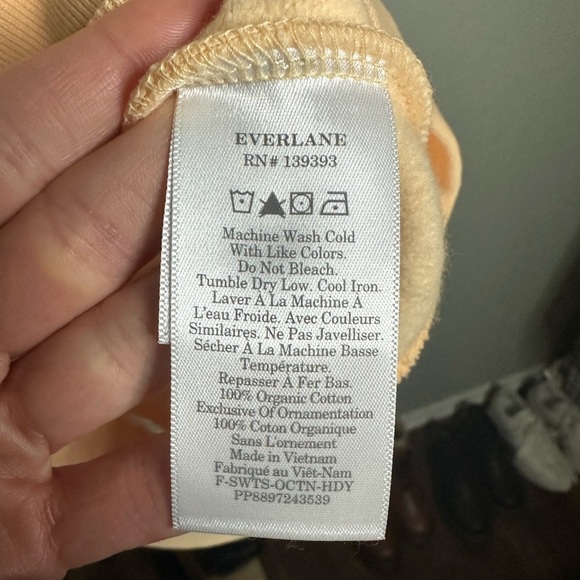 EVERLANE
RN# 139393
Machine Wash Cold
With Like Colors.
Do Not Bleach.
Tumble Dry Low. Cool Iron.
Laver À La Machine À
L'eau Froide. Avec Couleurs
Similaires. Ne Pas Javelliser.
Sécher À La Machine Basse
Température.
Repasser À Fer Bas.
100% Organic Cotton
Exclusive Of Ornamentation
100% Coton Organique
Sans L'ornement
Made in Vietnam
Fabriqué au Viêt-Nam
F-SWTS-OCTN-HDY
PP8897243539